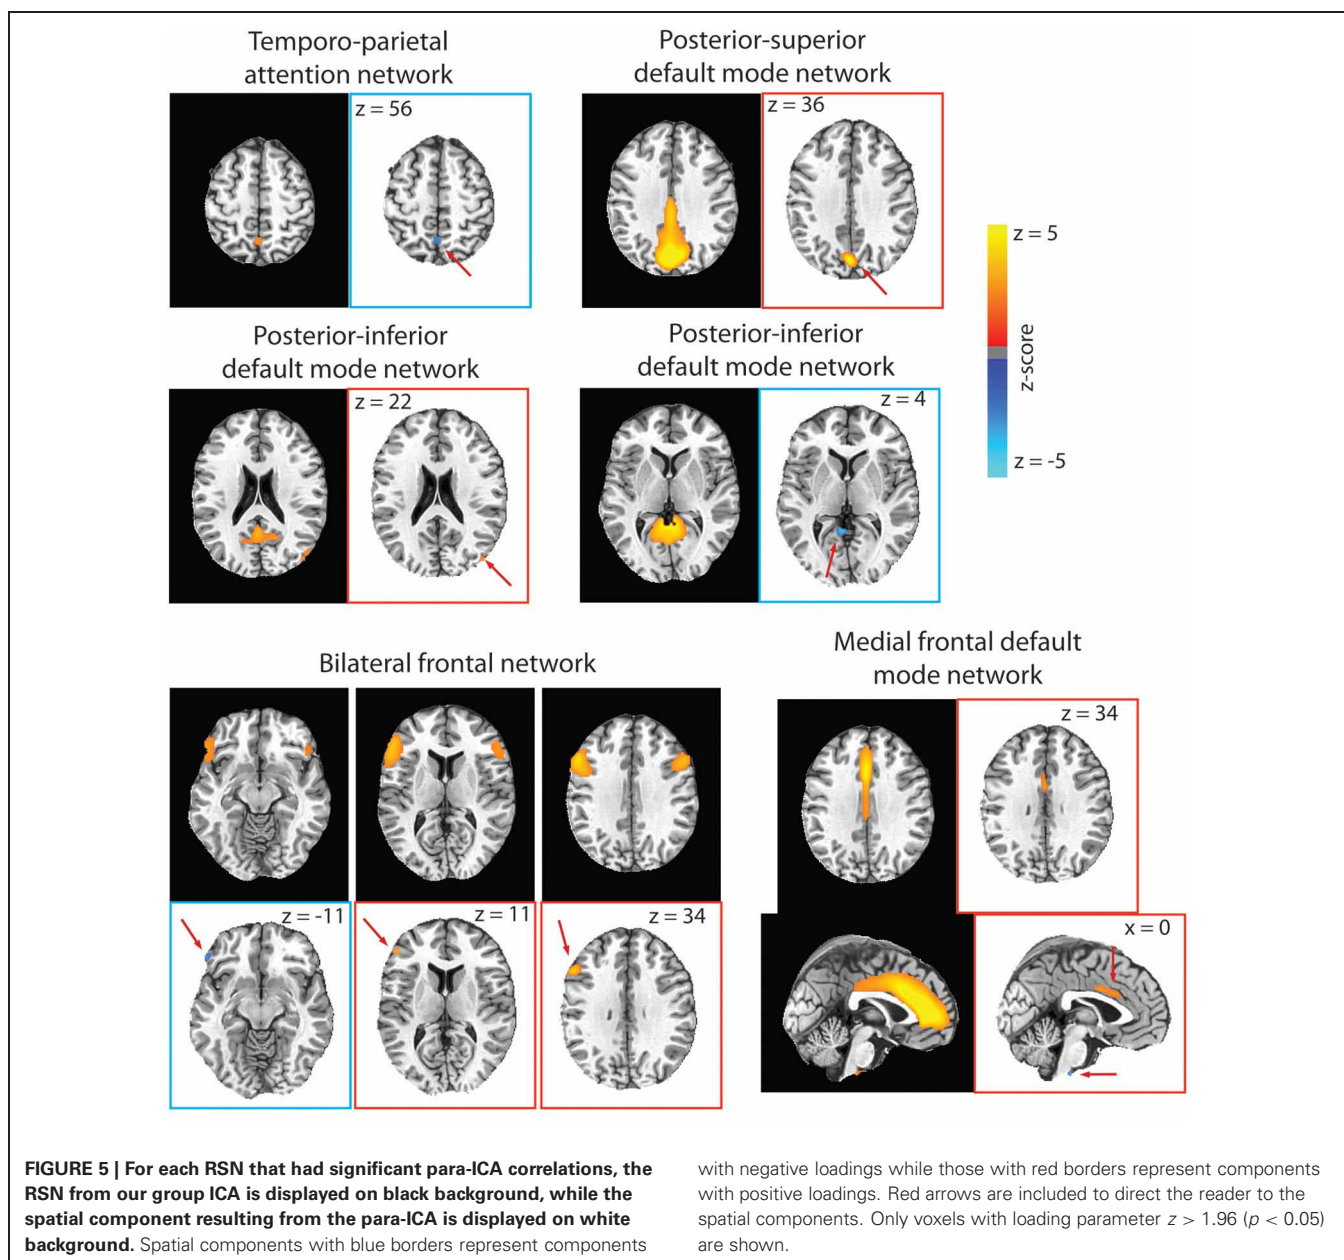 Temporo-parietal
attention network
Posterior-superior
default mode network
z = 56
z = 36
z = 5
z-score
z = -5
Posterior-inferior
default mode network
Posterior-inferior
default mode network
z = 22
z = 4
Bilateral frontal network
Medial frontal default
mode network
z = 34
z = -11
z = 11
z = 34
x = 0
FIGURE 5 | For each RSN that had significant para-ICA correlations, the
RSN from our group ICA is displayed on black background, while the
spatial component resulting from the para-ICA is displayed on white
background. Spatial components with blue borders represent components
with negative loadings while those with red borders represent components
with positive loadings. Red arrows are included to direct the reader to the
spatial components. Only voxels with loading parameter z > 1.96 (p < 0.05)
are shown.